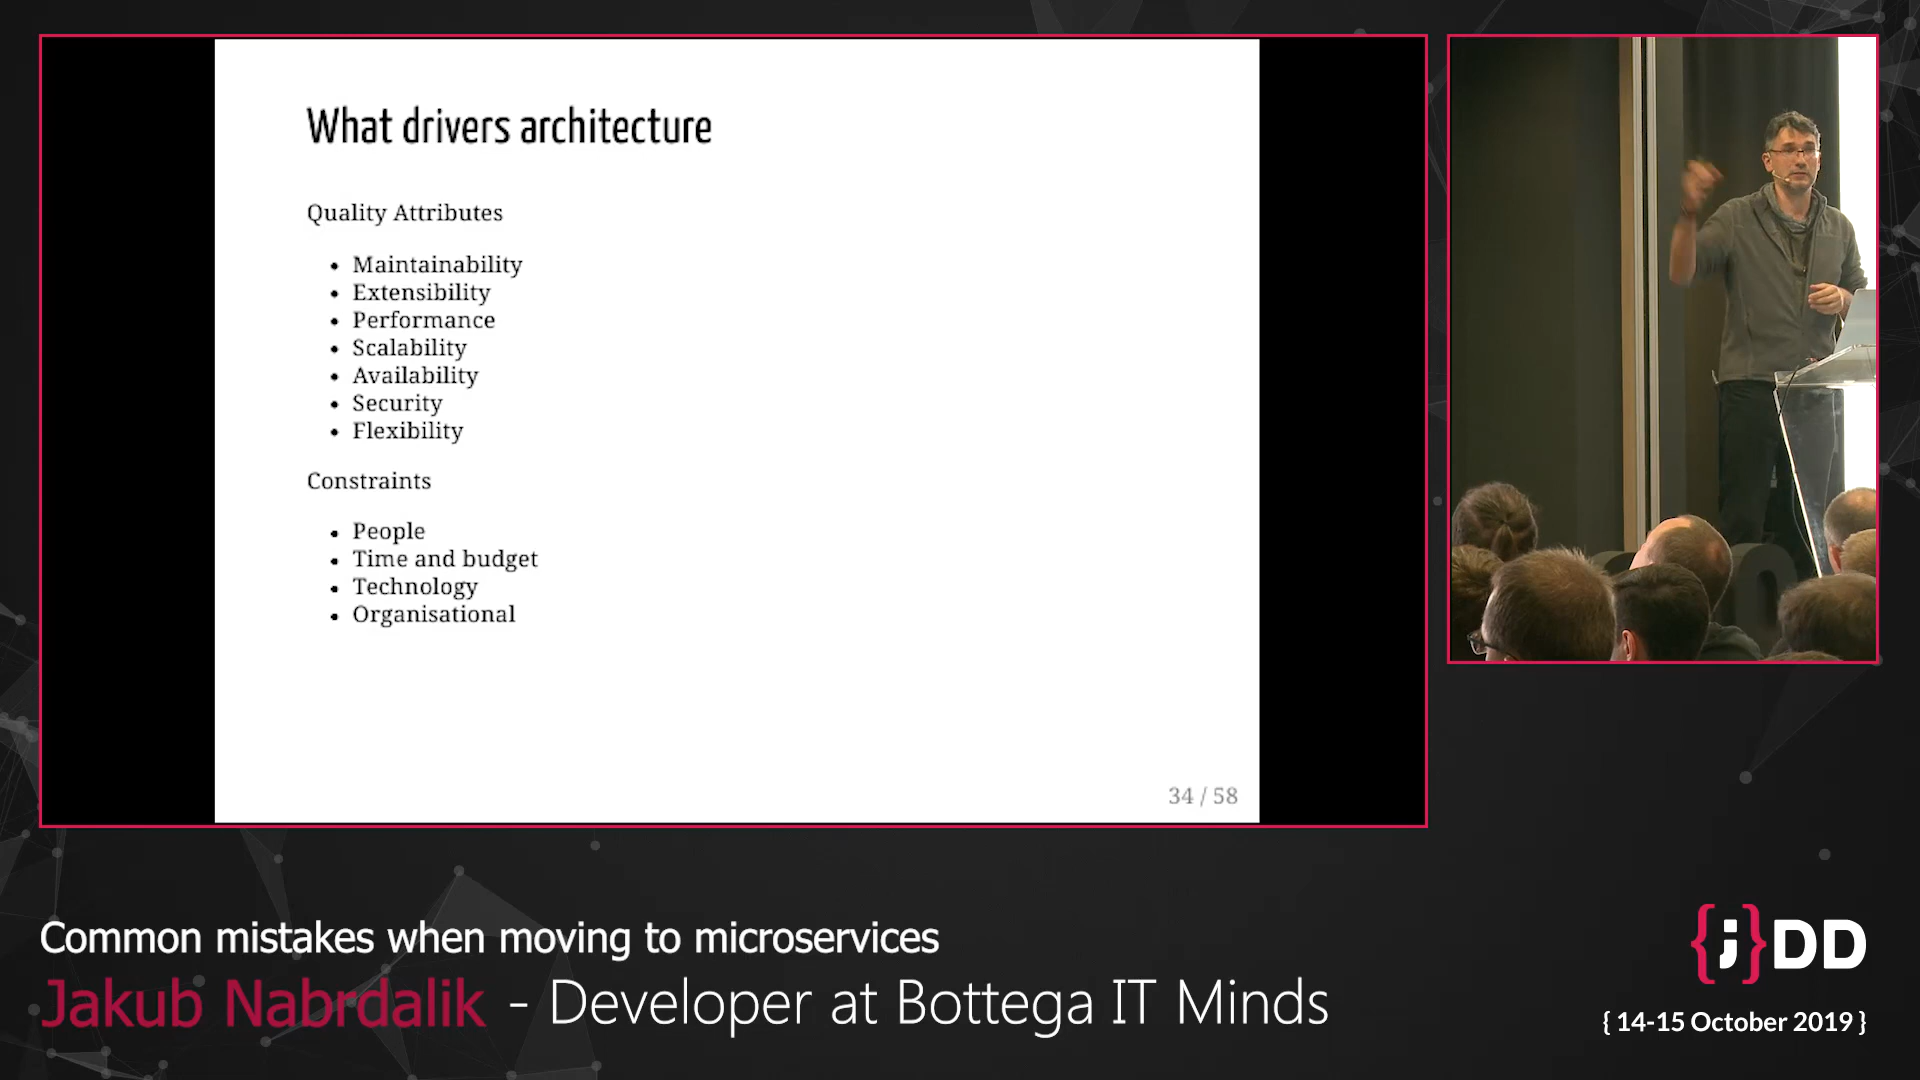 What drivers architecture
Quality Attributes
• Maintainability
• Extensibility
• Performance
• Scalability
• Availability
• Security
• Flexibility
Constraints
• People
• Time and budget
• Technology
• Organisational
34 / 58
Common mistakes when moving to microservices
Jakub Nabrdalik - Developer at Bottega IT Minds
{;}DD
{ 14-15 October 2019 }